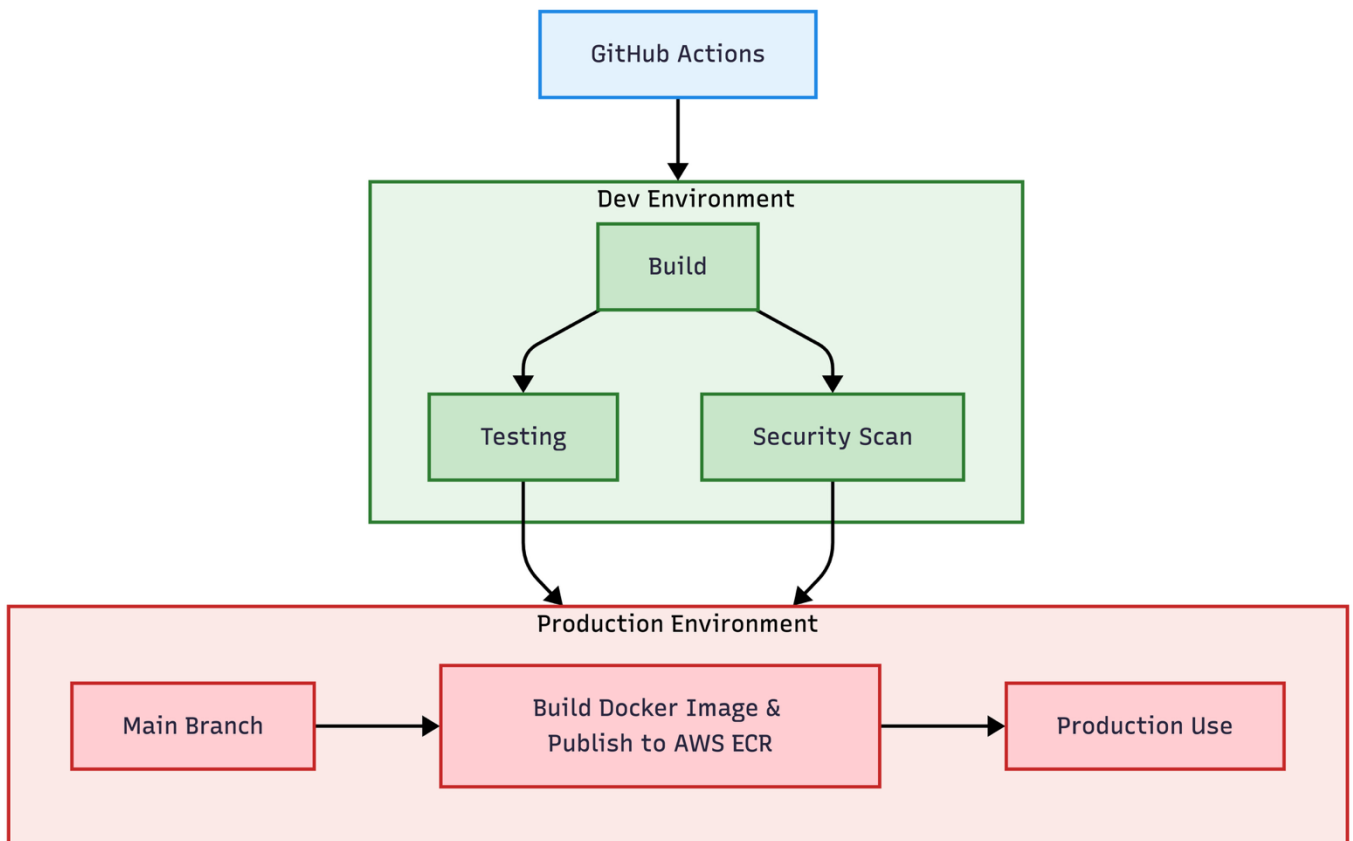 GitHub Actions
Dev Environment
Build
Testing
Security Scan
Production Environment
Main Branch
Build Docker Image &
Publish to AWS ECR
Production Use